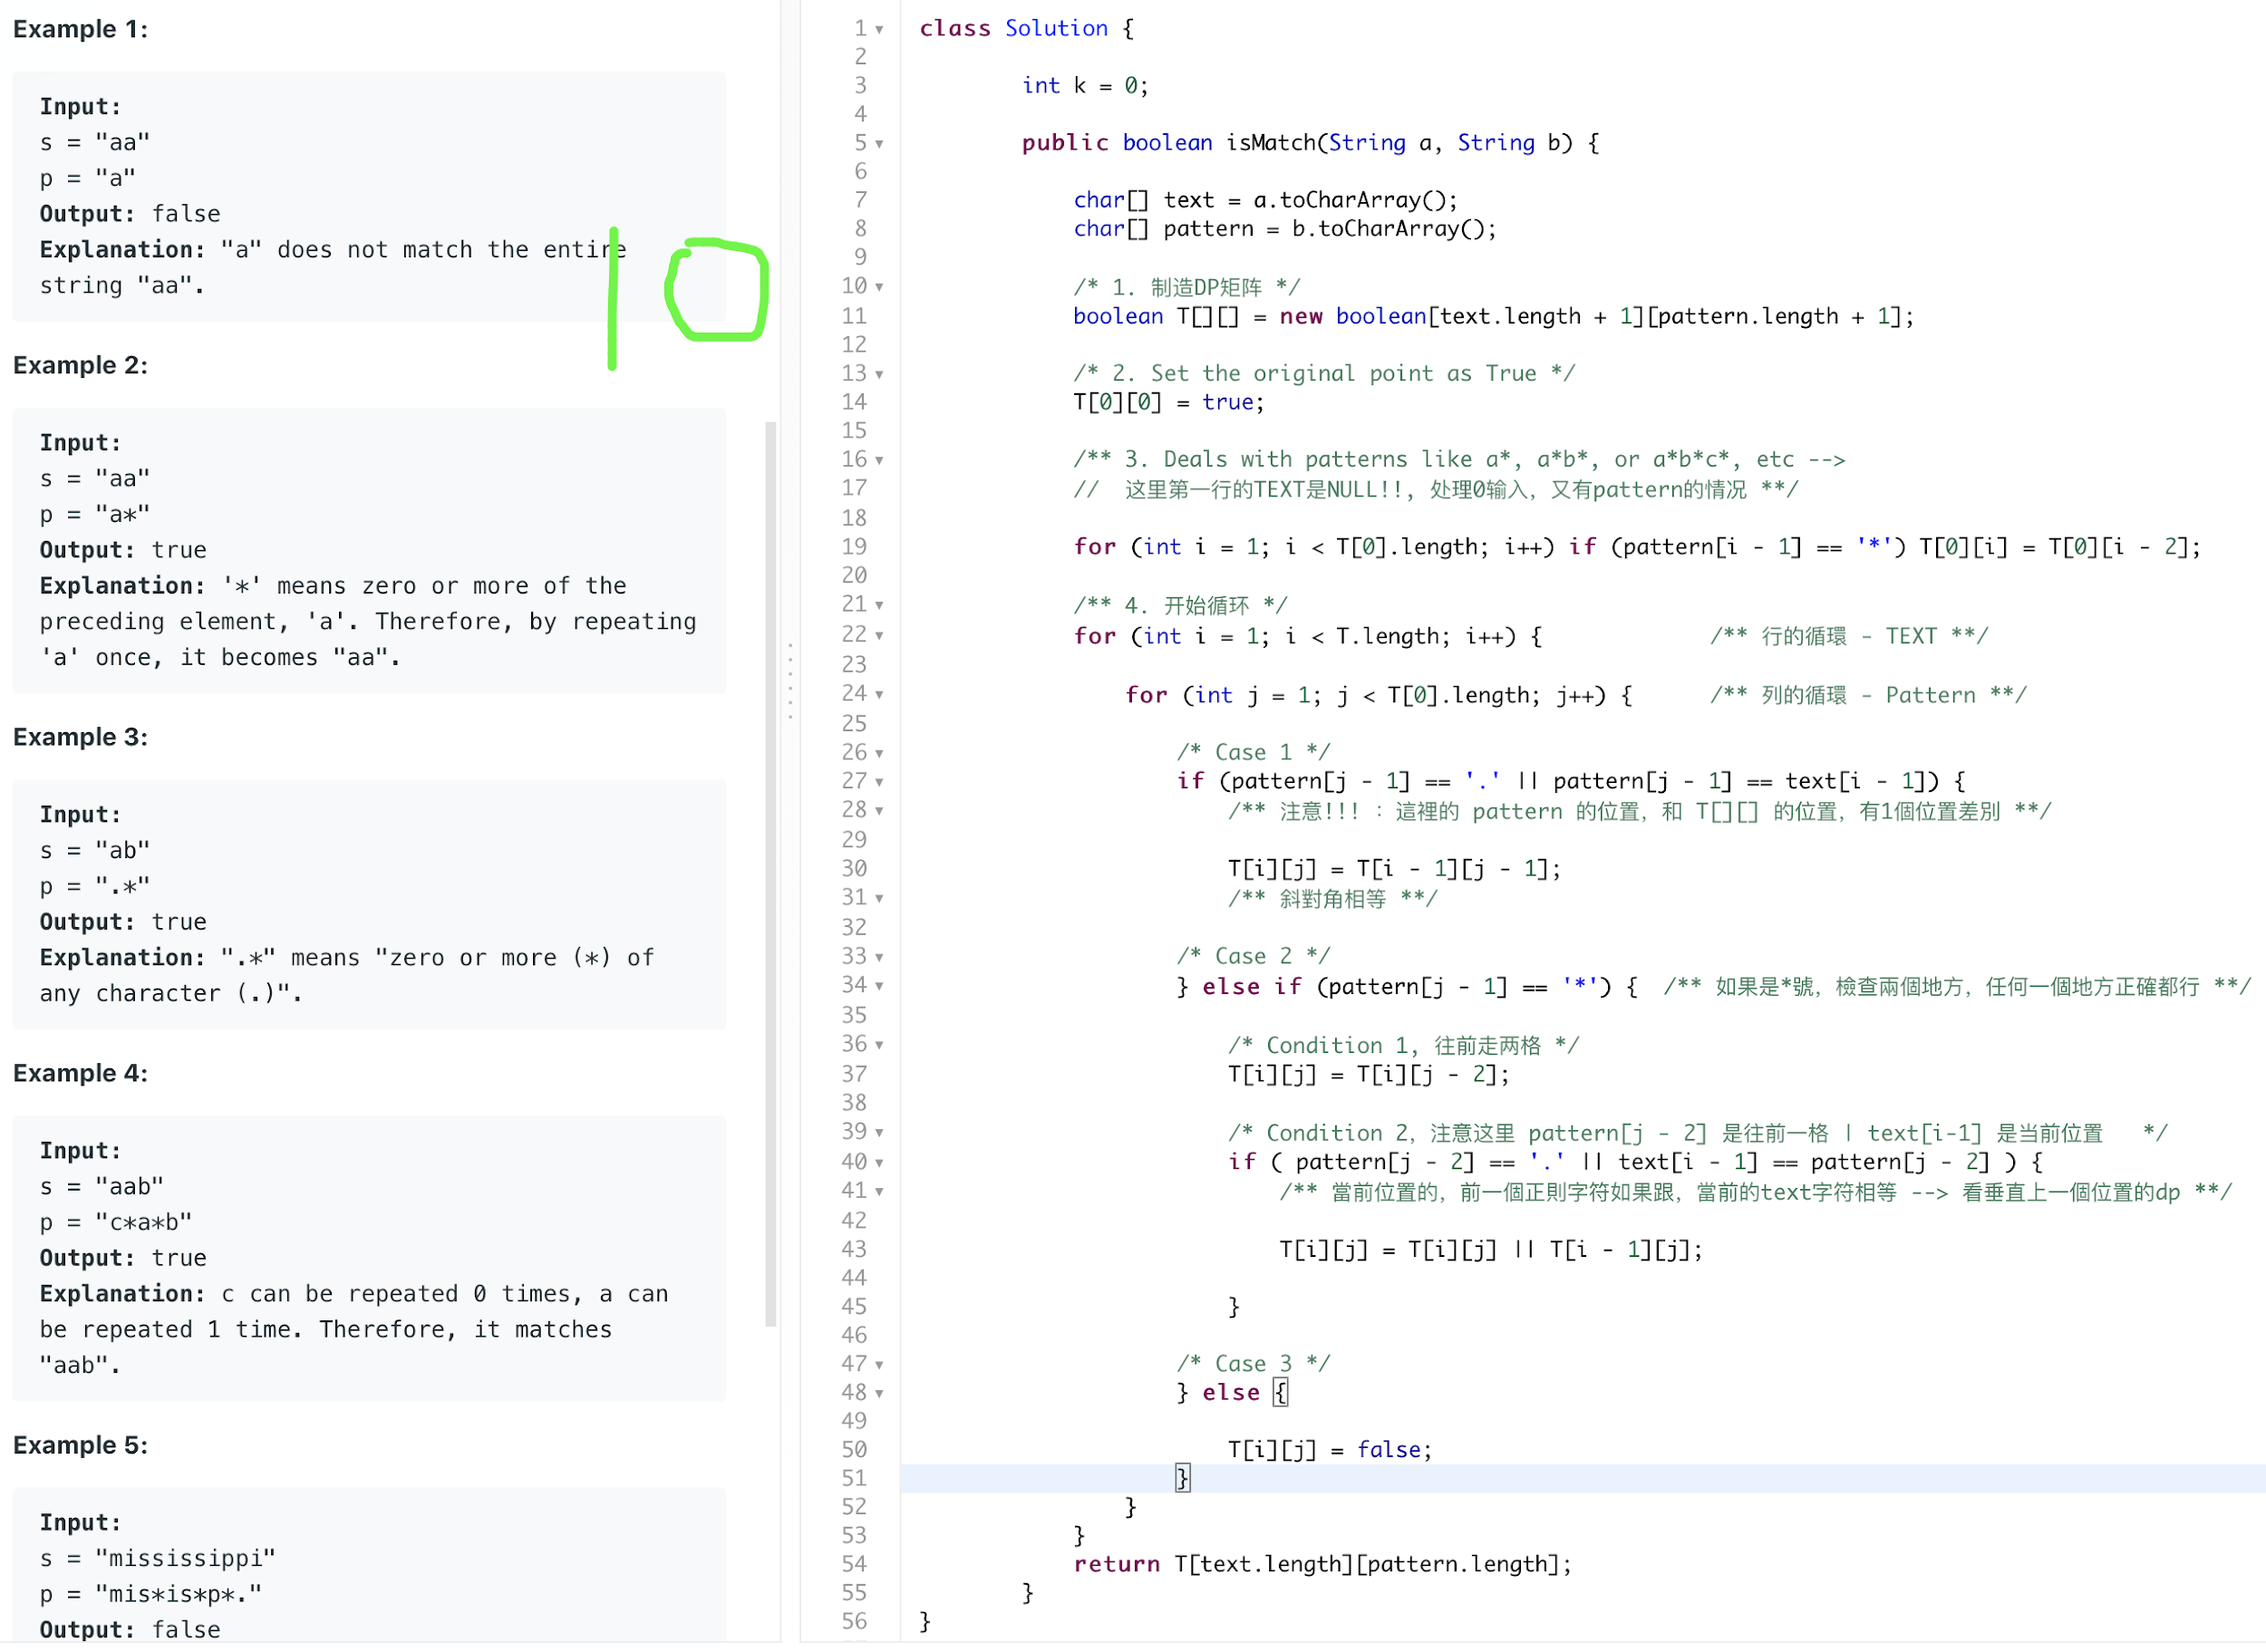 Example 1:
Input:
s = "aa"
p = "a"
Output: false
Explanation: "a" does not match the entire
string "aa".
Example 2:
Input:
s = "aa"
p = "a*"
Output: true
Explanation: '*' means zero or more of the
preceding element, 'a'. Therefore, by repeating
'a' once, it becomes "aa".
Example 3:
Input:
s = "ab"
p = ".*"
Output: true
Explanation: ".*" means "zero or more (*) of
any character (.)".
Example 4:
Input:
s = "aab"
p = "c*a*b"
Output: true
Explanation: c can be repeated 0 times, a can
be repeated 1 time. Therefore, it matches
"aab".
Example 5:
Input:
s = "mississippi"
p = "mis*is*p*."
Output: false
1 class Solution {
2
3 int k = 0;
4
5 public boolean isMatch(String a, String b) {
6
7 char[] text = a.toCharArray();
8 char[] pattern = b.toCharArray();
9
10 /* 1. 制造DP矩阵 */
11 boolean T[][] = new boolean[text.length + 1][pattern.length + 1];
12
13 /* 2. Set the original point as True */
14 T[0][0] = true;
15
16 /** 3. Deals with patterns like a*, a*b*, or a*b*c*, etc -->
17 // 这里第一行的TEXT是NULL!!, 处理0输入，又有pattern的情况 **/
18
19 for (int i = 1; i < T[0].length; i++) if (pattern[i - 1] == '*') T[0][i] = T[0][i - 2];
20
21 /** 4. 开始循环 */
22 for (int i = 1; i < T.length; i++) { /** 行的循環 - TEXT **/
23
24 for (int j = 1; j < T[0].length; j++) { /** 列的循環 - Pattern **/
25
26 /* Case 1 */
27 if (pattern[j - 1] == '.' || pattern[j - 1] == text[i - 1]) {
28 /** 注意!!! : 這裡的 pattern 的位置，和 T[][] 的位置，有1個位置差別 **/
29
30 T[i][j] = T[i - 1][j - 1];
31 /** 斜對角相等 **/
32
33 /* Case 2 */
34 } else if (pattern[j - 1] == '*') { /** 如果是*號，檢查兩個地方，任何一個地方正確都行 **/
35
36 /* Condition 1, 往前走两格 */
37 T[i][j] = T[i][j - 2];
38
39 /* Condition 2，注意这里 pattern[j - 2] 是往前一格 | text[i-1] 是当前位置 */
40 if ( pattern[j - 2] == '.' || text[i - 1] == pattern[j - 2] ) {
41 /** 當前位置的，前一個正則字符如果跟，當前的text字符相等 --> 看垂直上一個位置的dp **/
42
43 T[i][j] = T[i][j] || T[i - 1][j];
44
45 }
46
47 /* Case 3 */
48 } else {
49
50 T[i][j] = false;
51 }
52 }
53 }
54 return T[text.length][pattern.length];
55 }
56 }